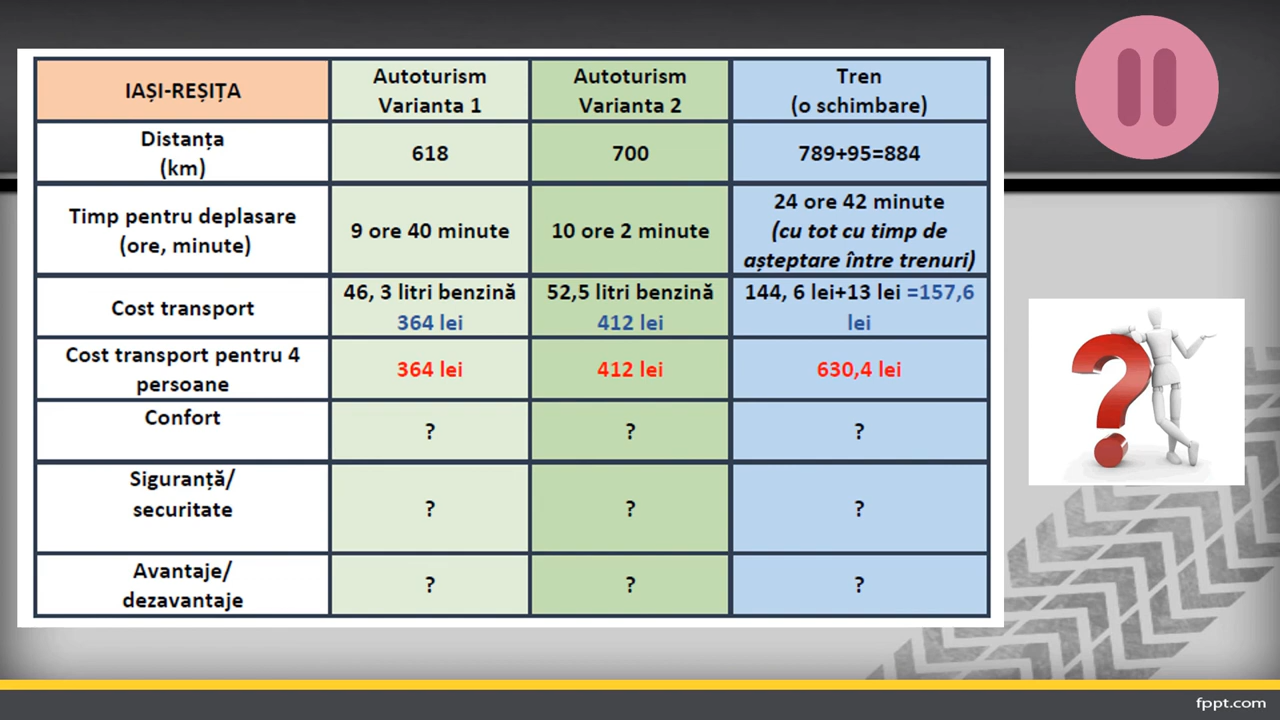 IAȘI-REȘIȚA
Autoturism
Varianta 1
Autoturism
Varianta 2
Tren
(o schimbare)
Distanța
(km)
618
700
789+95=884
Timp pentru deplasare
(ore, minute)
9 ore 40 minute
10 ore 2 minute
24 ore 42 minute
(cu tot cu timp de
așteptare între trenuri)
Cost transport
46, 3 litri benzină
364 lei
52,5 litri benzină
412 lei
144, 6 lei+13 lei =157,6
lei
Cost transport pentru 4
persoane
364 lei
412 lei
630,4 lei
Confort
?
?
?
Siguranță/
securitate
?
?
?
Avantaje/
dezavantaje
?
?
?
fppt.com